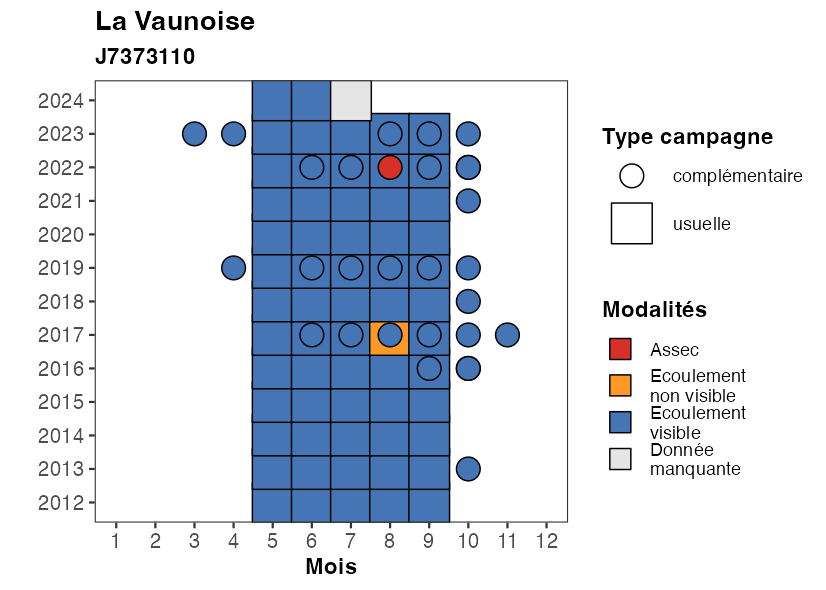 La Vaunoise
J7373110
2024
2023
2022
2021
2020
2019
2018
2017
2016
2015
2014
2013
2012
1 2 3 4 5 6 7 8 9 10 11 12
Mois
Type campagne
complémentaire
usuelle
Modalités
Assec
Ecoulement
non visible
Ecoulement
visible
Donnée
manquante